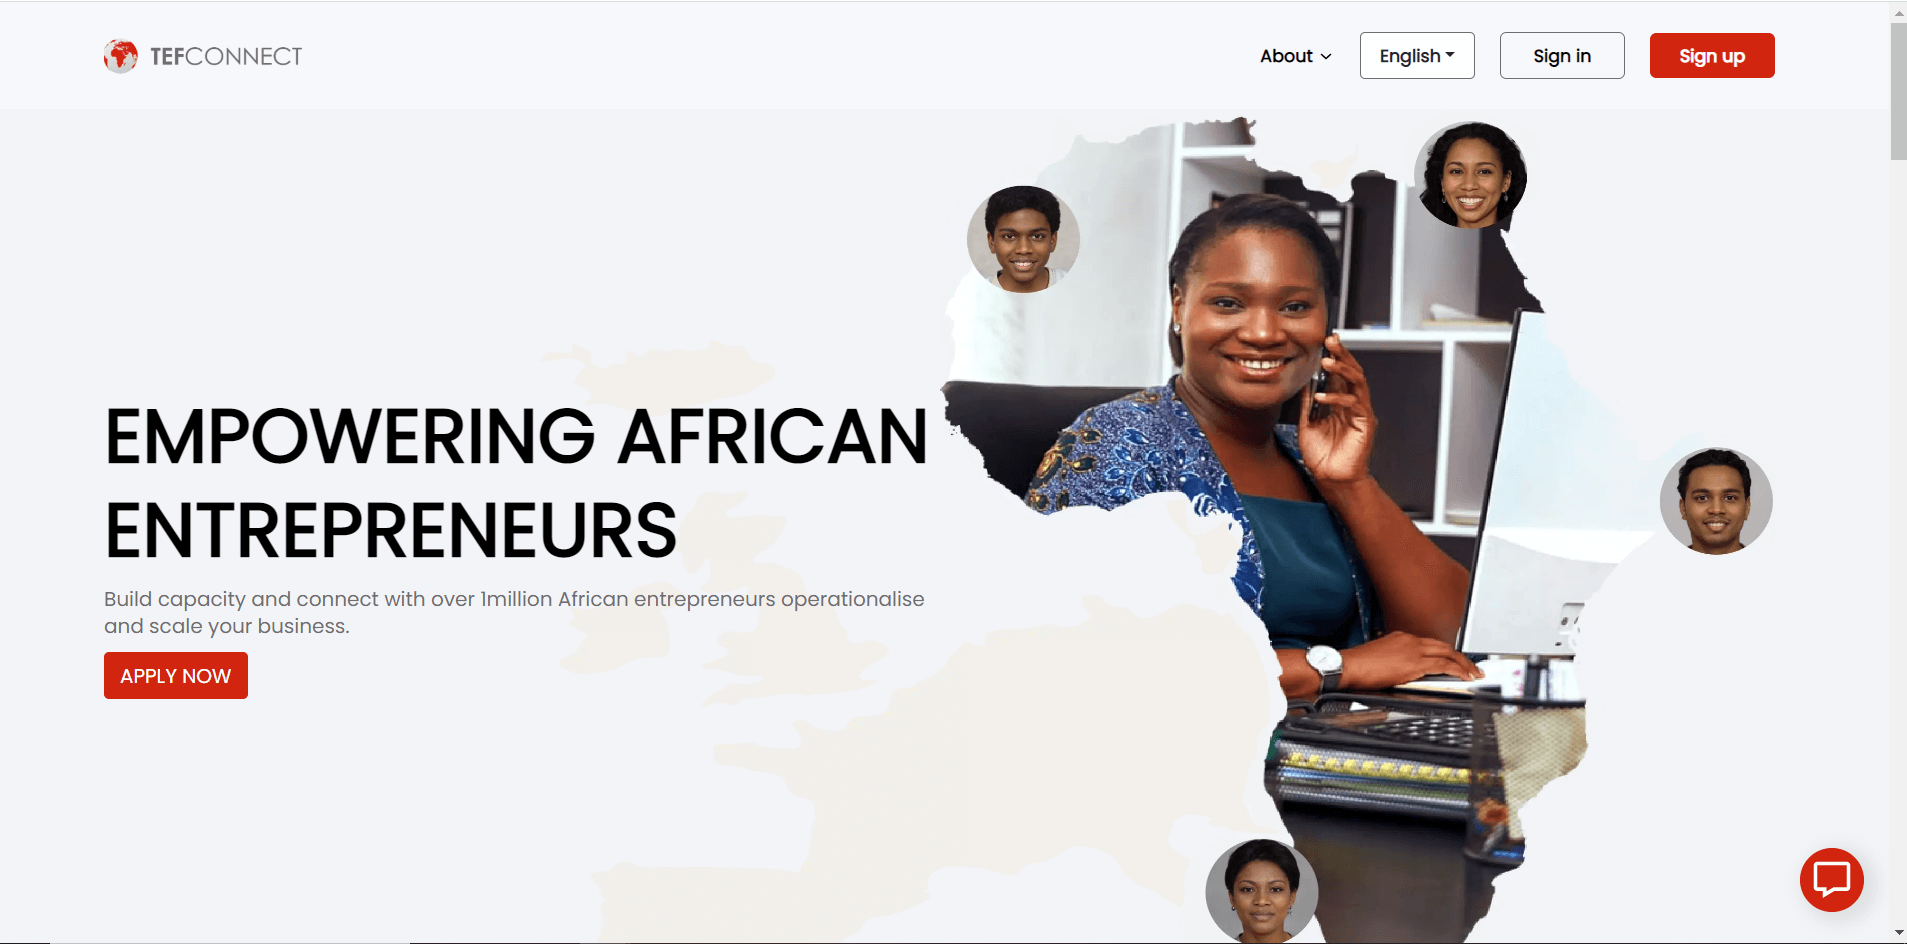 TEFCONNECT
About
English
Sign in
Sign up
EMPOWERING AFRICAN
ENTREPRENEURS
Build capacity and connect with over 1million African entrepreneurs operationalise
and scale your business.
APPLY NOW